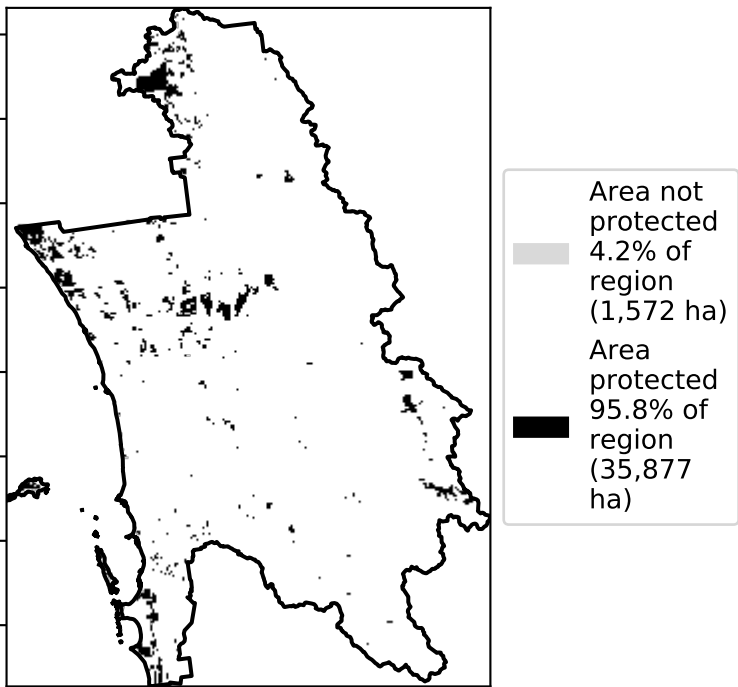 Area not
protected
4.2% of
region
(1,572 ha)
Area
protected
95.8% of
region
(35,877
ha)